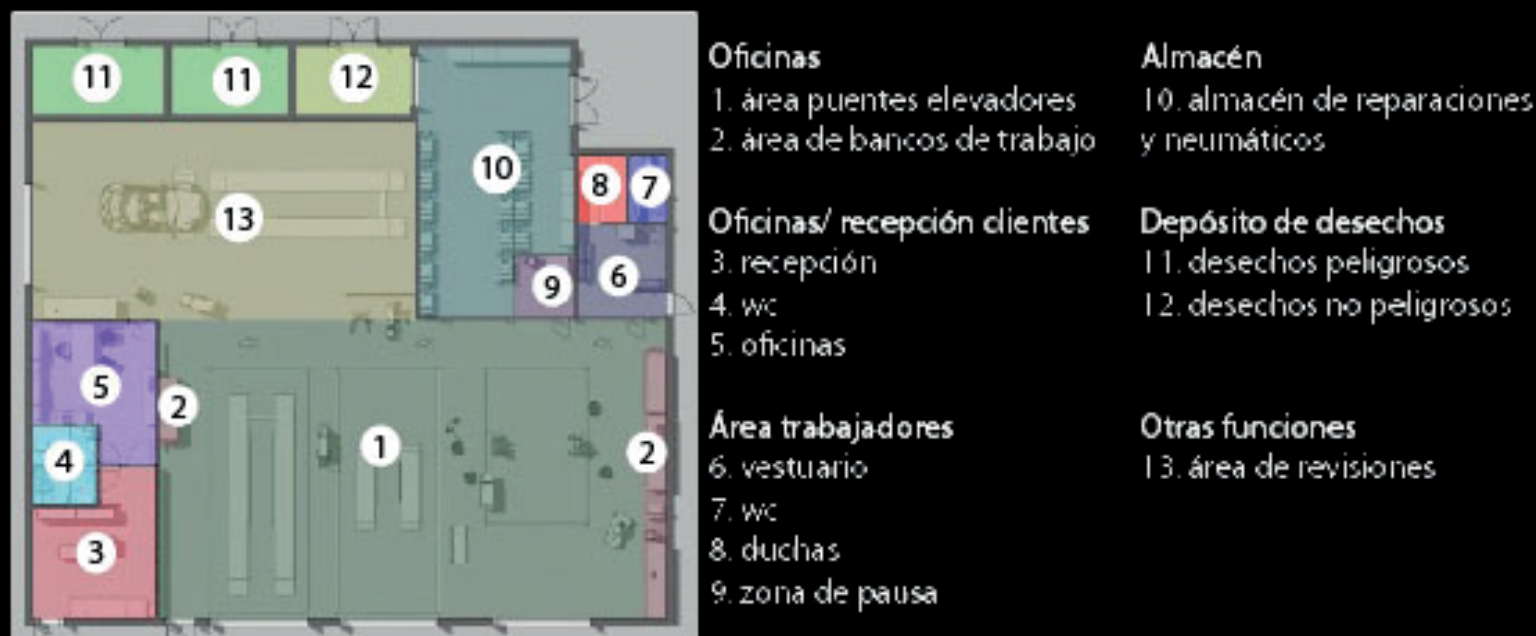 11
11
12
10
8
7
13
9
6
5
2
1
2
4
3
Oficinas
1. área puentes elevadores
2. área de bancos de trabajo
Oficinas/ recepción clientes
3. recepción
4. wc
5. oficinas
Área trabajadores
6. vestuario
7. wc
8. duchas
9. zona de pausa
Almacén
10. almacén de reparaciones
y neumáticos
Depósito de desechos
11. desechos peligrosos
12. desechos no peligrosos
Otras funciones
13. área de revisiones